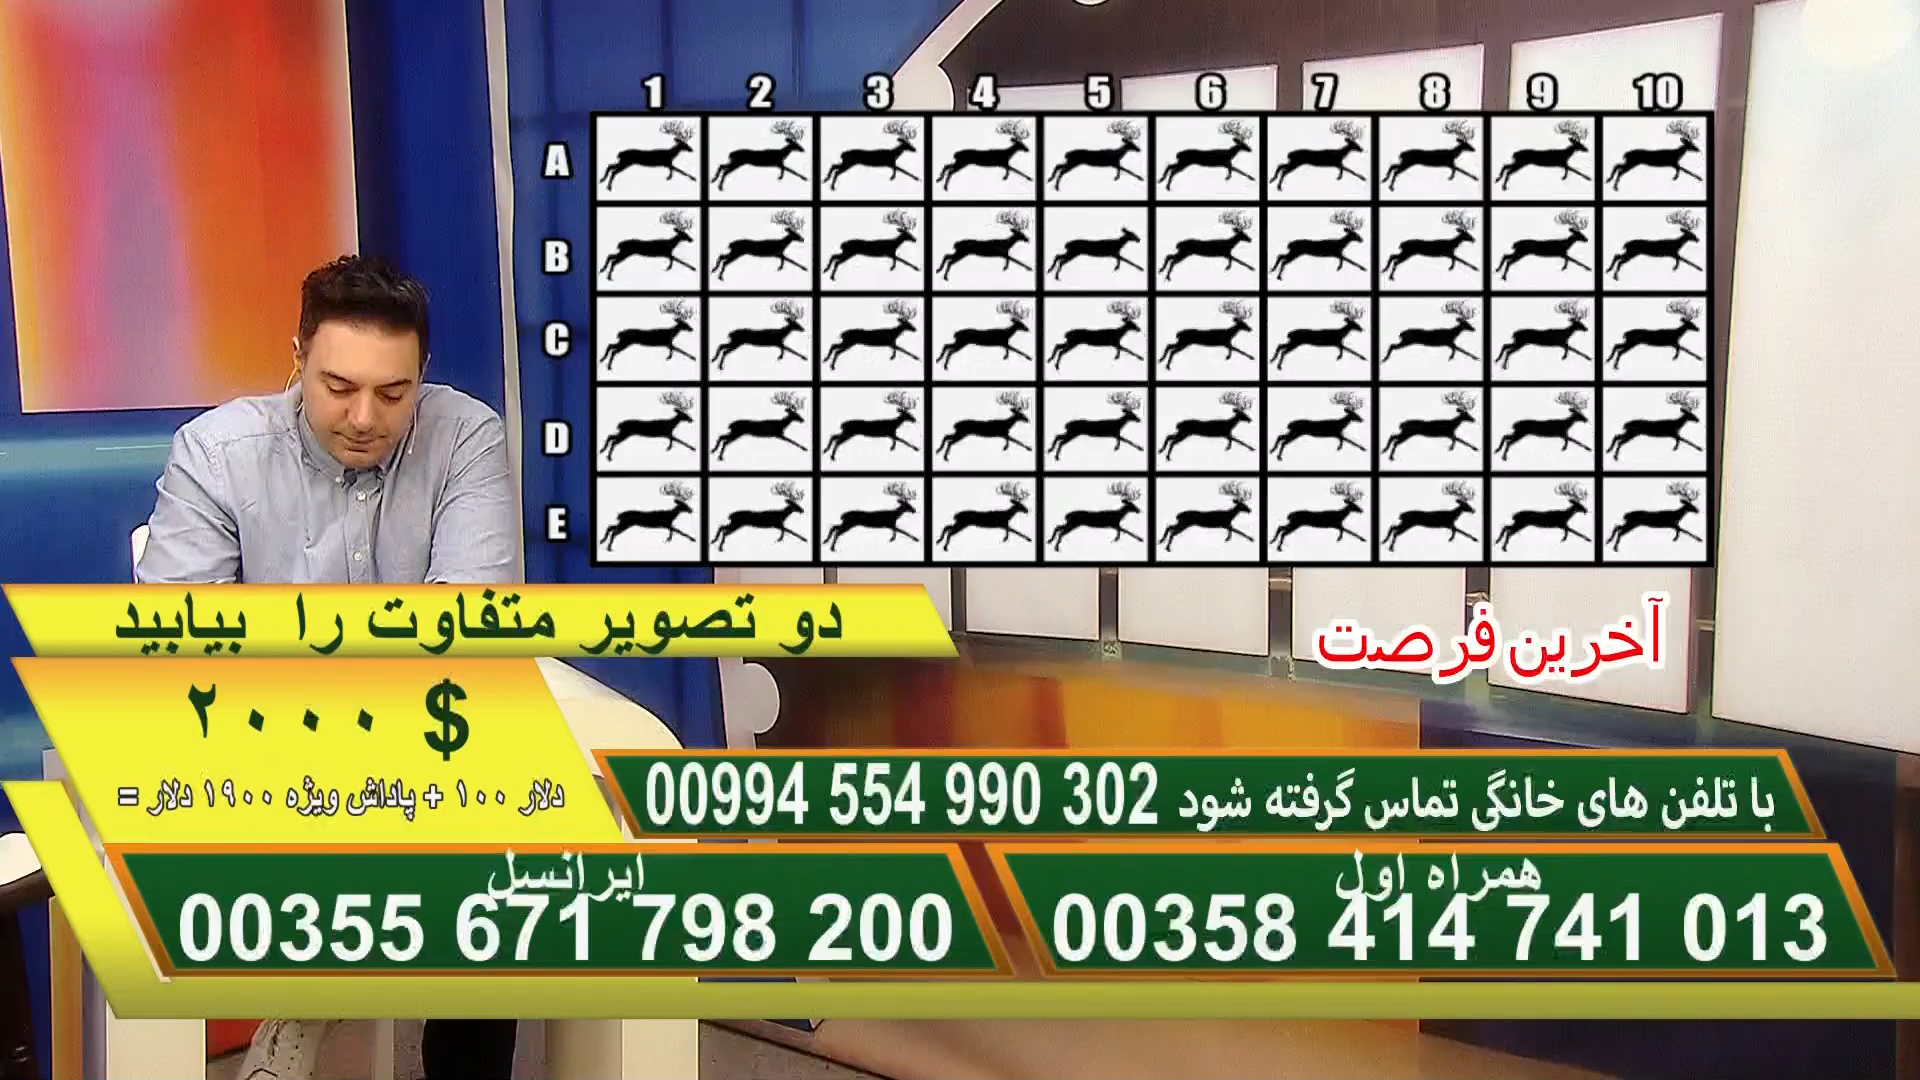 1 2 3 4 5 6 7 8 9 10
A
B
C
D
E
دو تصویر متفاوت را بیابید
آخرین فرصت
۲۰۰۰ $
دلار ۱۰۰ + پاداش ویژه ۱۹۰۰ دلار =
با تلفن های خانگی تماس گرفته شود 00994 554 990 302
ایرانسل
00355 671 798 200
همراه اول
00358 414 741 013